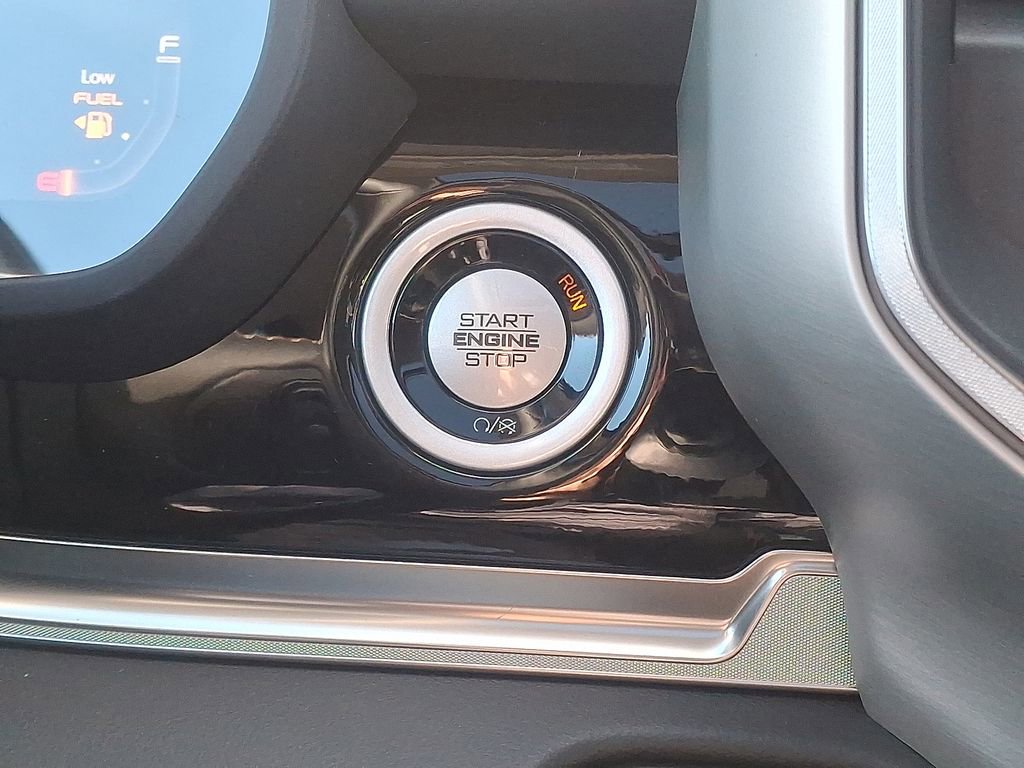 F
Low
FUEL
E
RUN
START
ENGINE
STOP